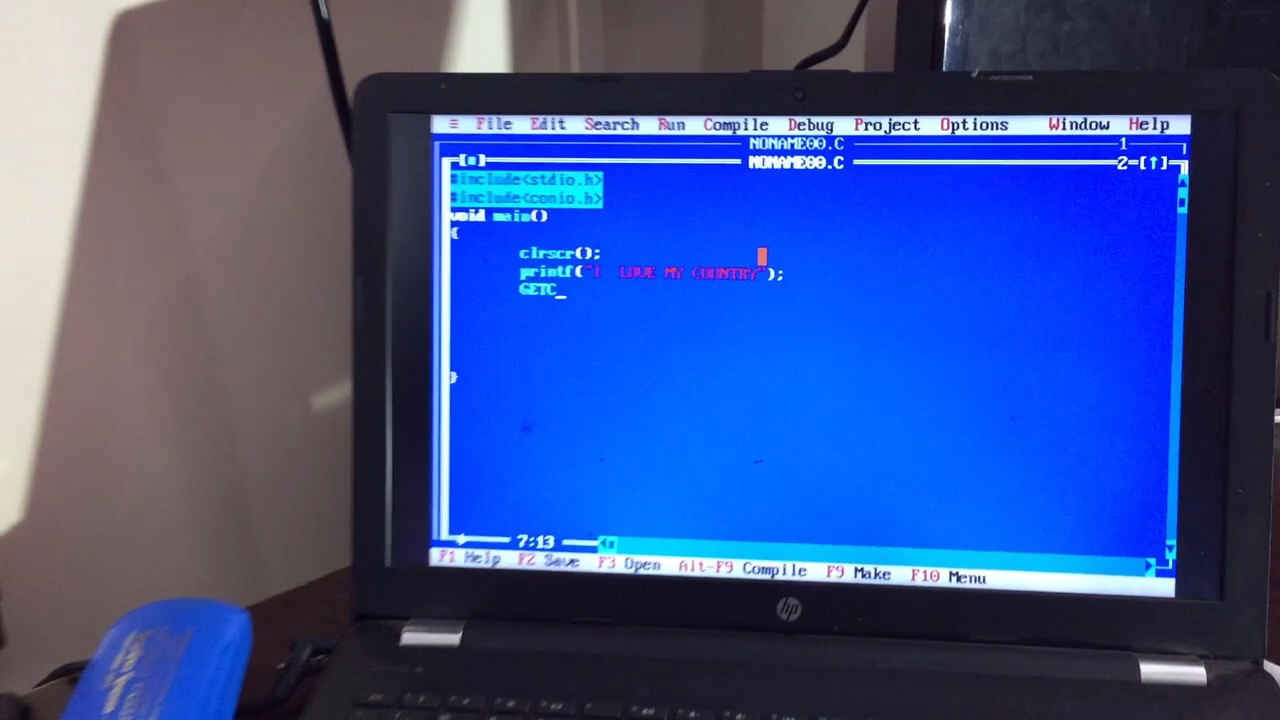 ≡ File Edit Search Run Compile Debug Project Options Window Help
NONAME00.C 1
[■] NONAME00.C 2=[↑]
#include<stdio.h>
#include<conio.h>
void main()
{
clrscr();
printf("I LOVE MY COUNTRY");
GETC_
}
7:13
F1 Help F2 Save F3 Open Alt-F9 Compile F9 Make F10 Menu
hp